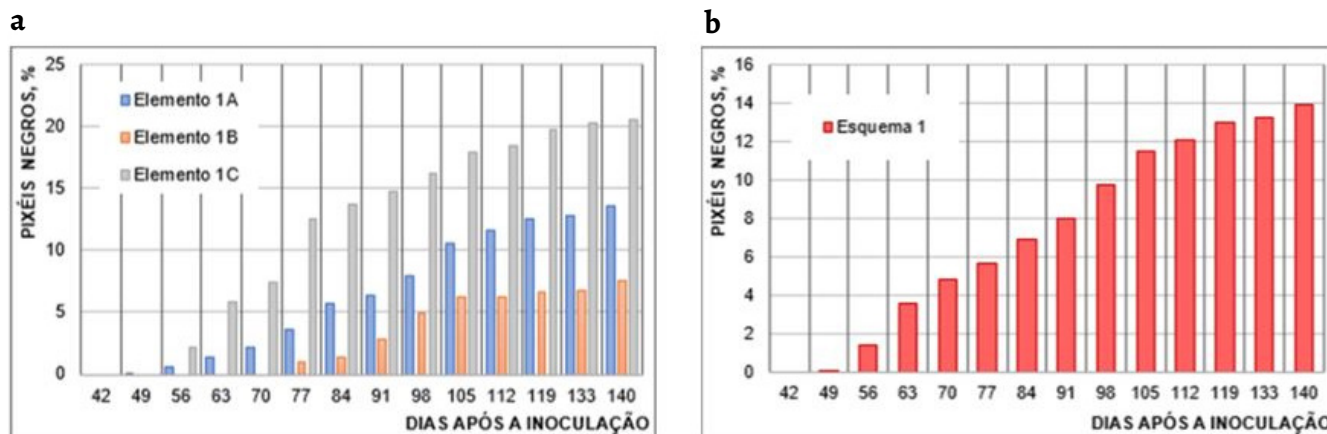 a
25
20
15
10
5
0
PIXÉIS NEGROS, %
Elemento 1A
Elemento 1B
Elemento 1C
42 49 56 63 70 77 84 91 98 105 112 119 133 140
DIAS APÓS A INOCULAÇÃO
b
16
14
12
10
8
6
4
2
0
PIXÉIS NEGROS, %
Esquema 1
42 49 56 63 70 77 84 91 98 105 112 119 133 140
DIAS APÓS A INOCULAÇÃO